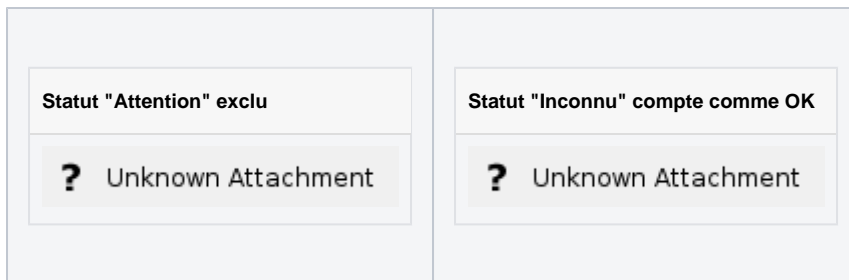 Statut "Attention" exclu
? Unknown Attachment
Statut "Inconnu" compte comme OK
? Unknown Attachment